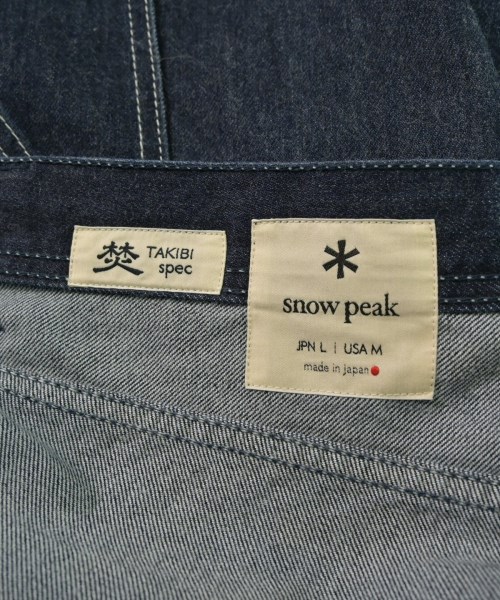 焚 TAKIBI
spec
snow peak
JPN L | USA M
made in japan